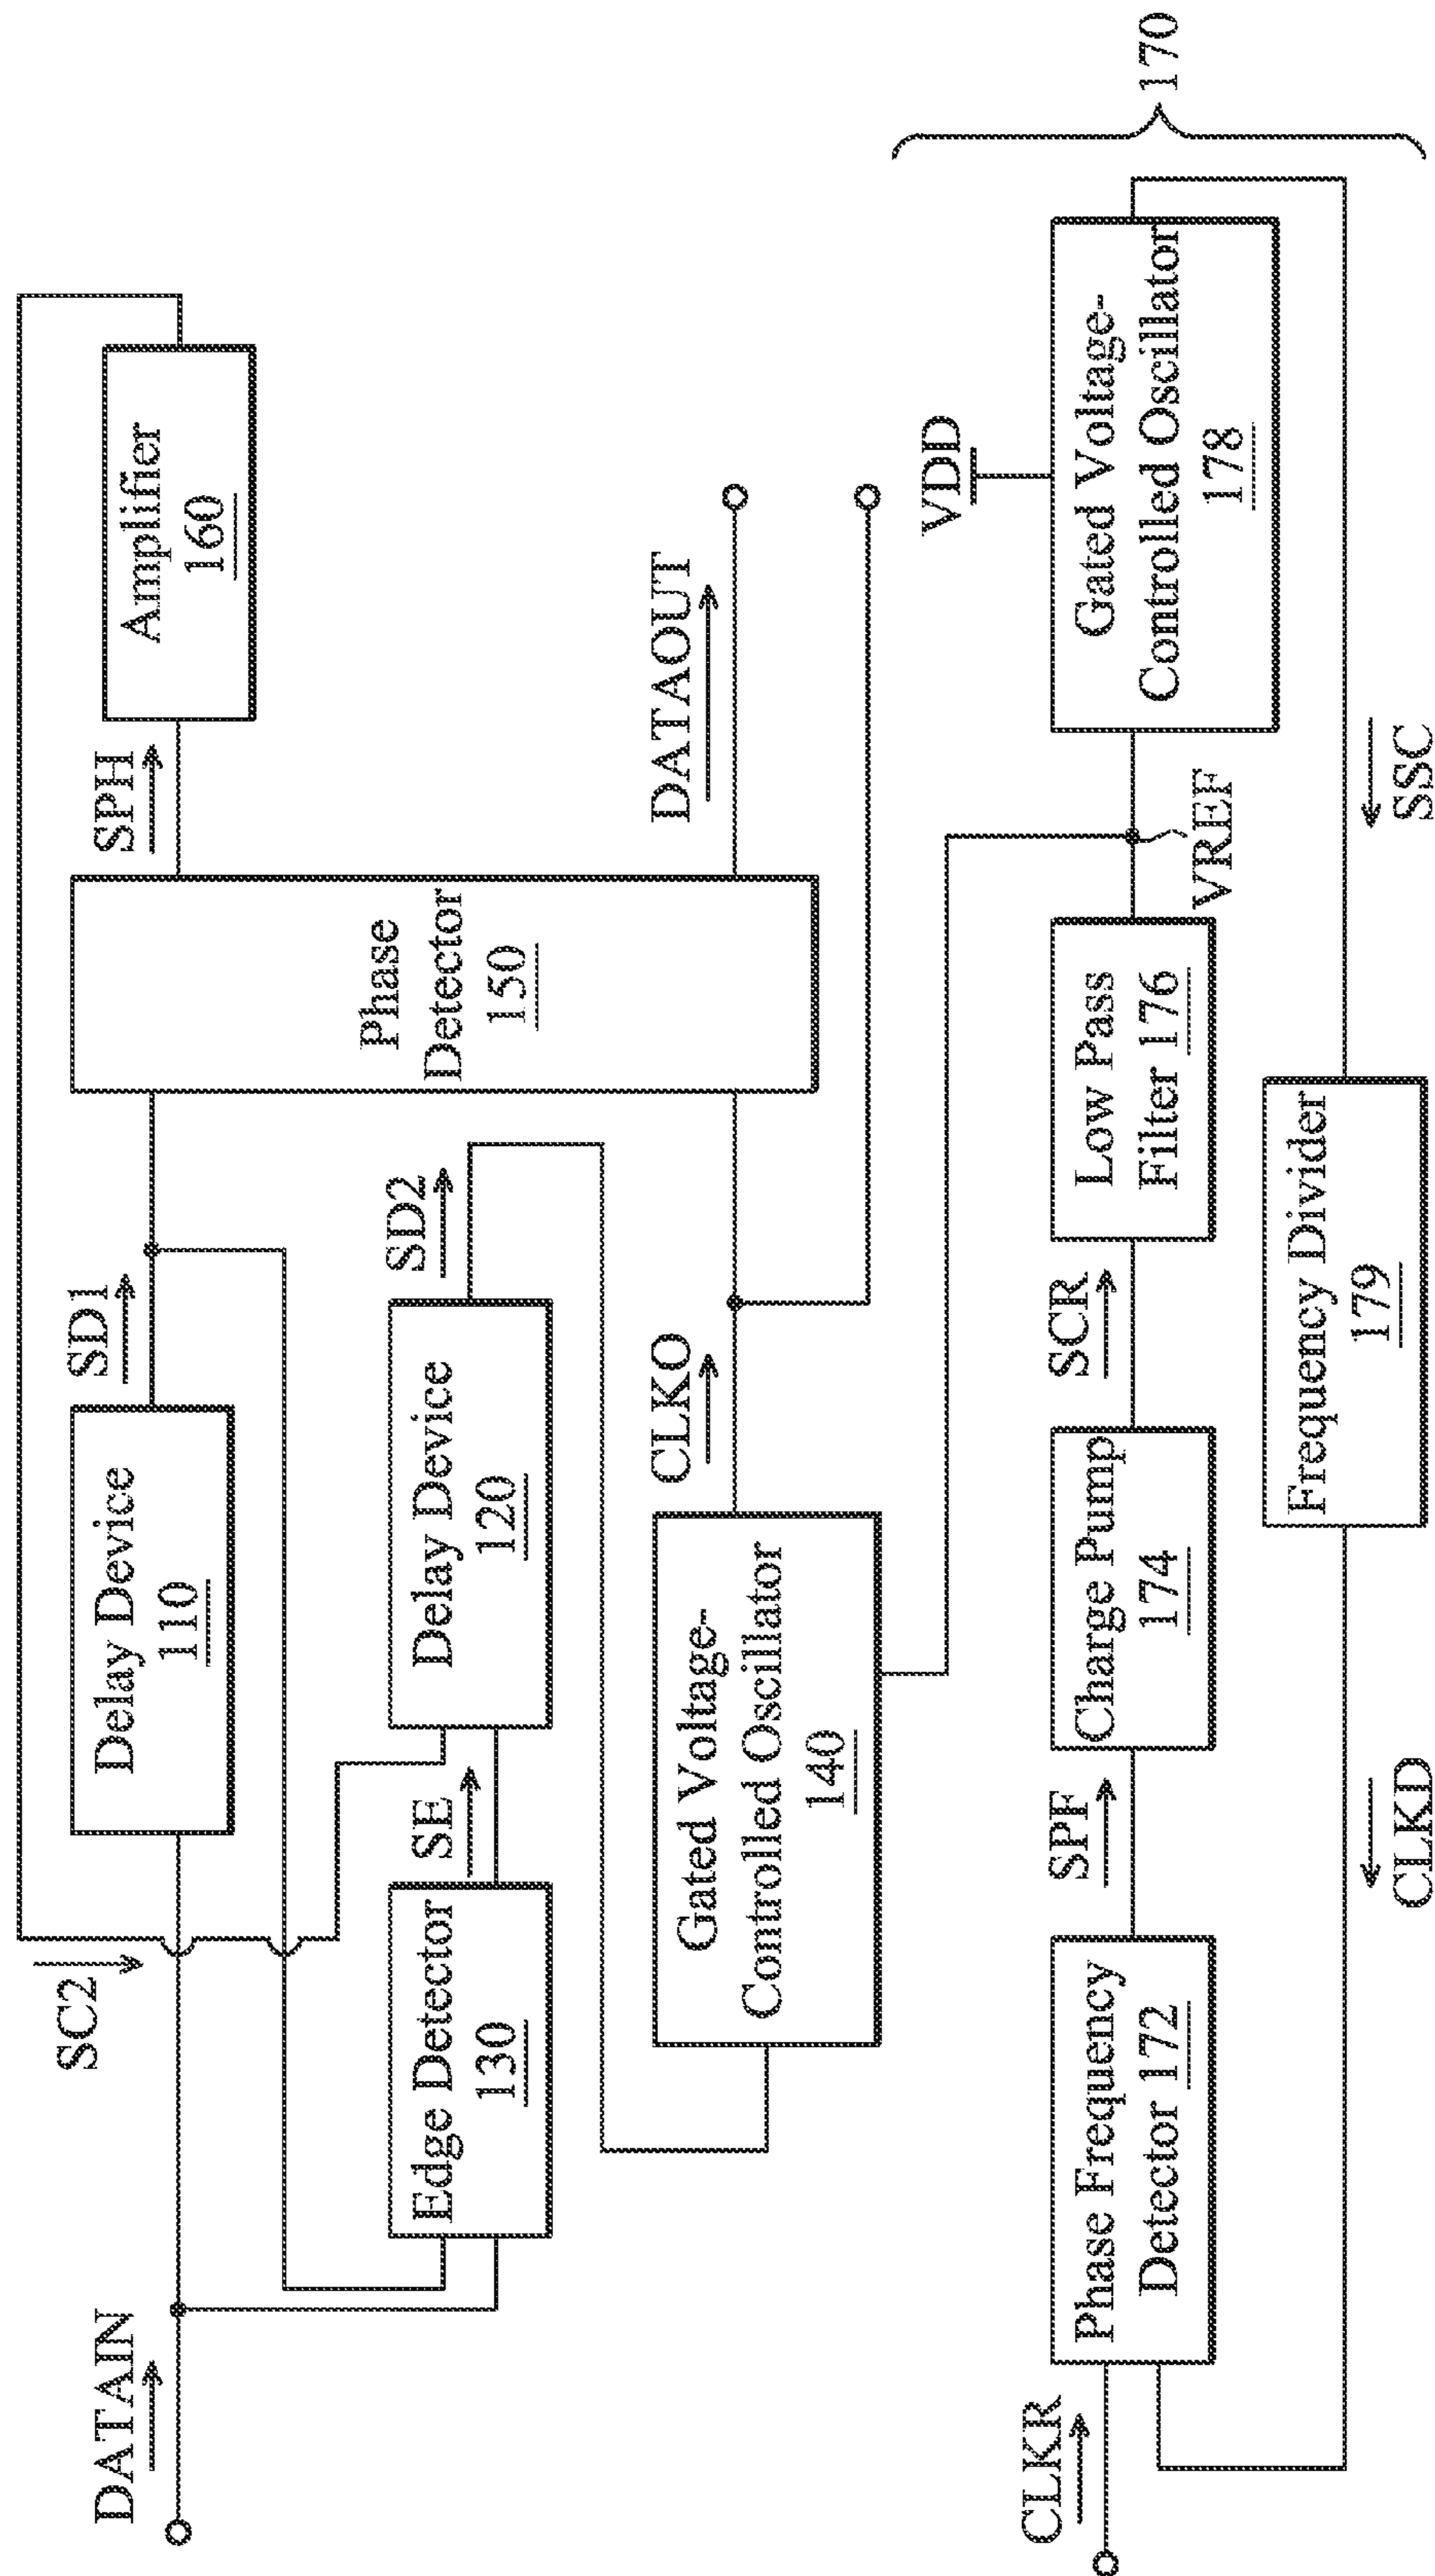 DATAIN
SC2
Delay Device
110
SD1
SPH
Amplifier
160
Edge Detector
130
SE
Delay Device
120
SD2
Phase
Detector
150
Gated Voltage-
Controlled Oscillator
140
CLKO
DATAOUT
CLKR
Phase Frequency
Detector 172
SPF
Charge Pump
174
SCR
Low Pass
Filter 176
VREF
VDD
Gated Voltage-
Controlled Oscillator
178
170
CLKD
Frequency Divider
179
SSC